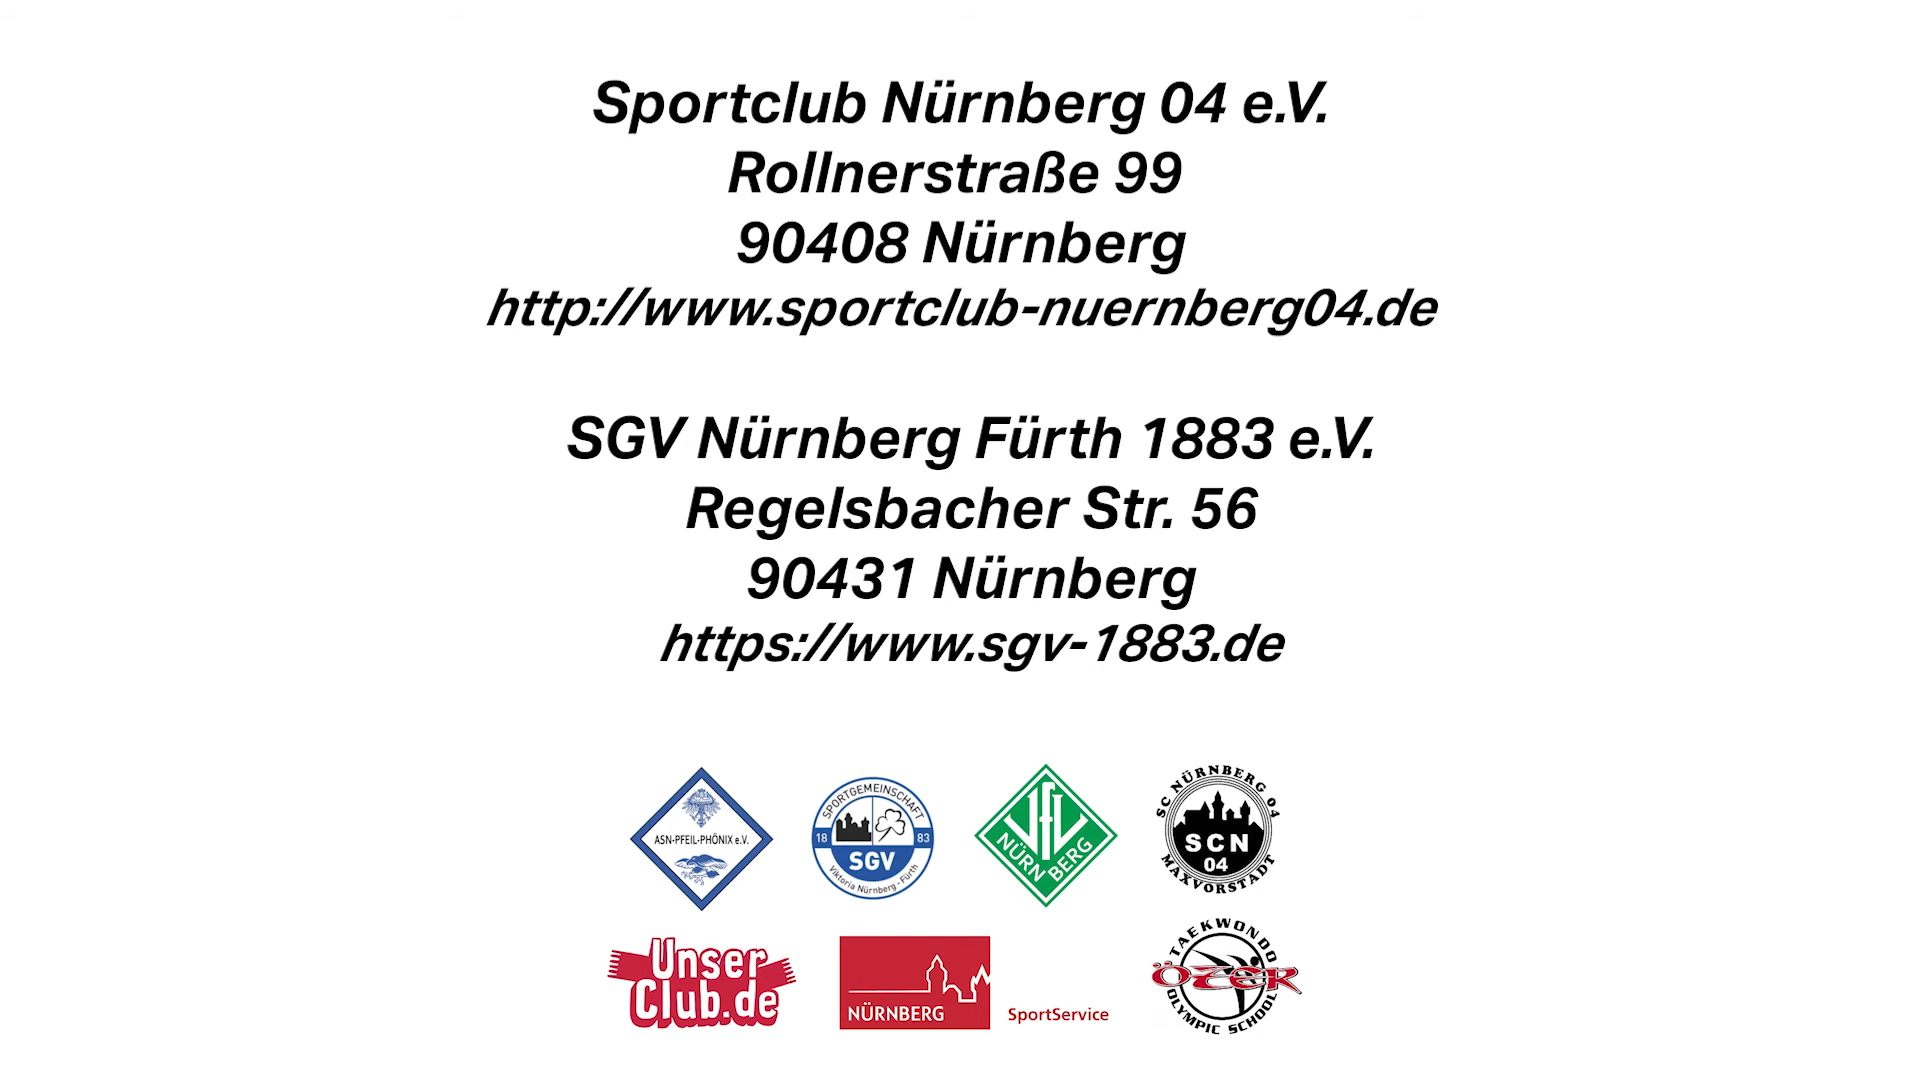 Sportclub Nürnberg 04 e.V.
Rollnerstraße 99
90408 Nürnberg
http://www.sportclub-nuernberg04.de
SGV Nürnberg Fürth 1883 e.V.
Regelsbacher Str. 56
90431 Nürnberg
https://www.sgv-1883.de
ASN-PFEIL-PHÖNIX e.V.
SPORTGEMEINSCHAFT
18 83
SGV
Viktoria Nürnberg - Fürth
VfL
NÜRNBERG
SC NÜRNBERG 04
SCN
04
MAXVORSTADT
UNSER
CLUB.de
NÜRNBERG
SportService
TAEKWONDO
ÖZER
OLYMPIC SCHOOL